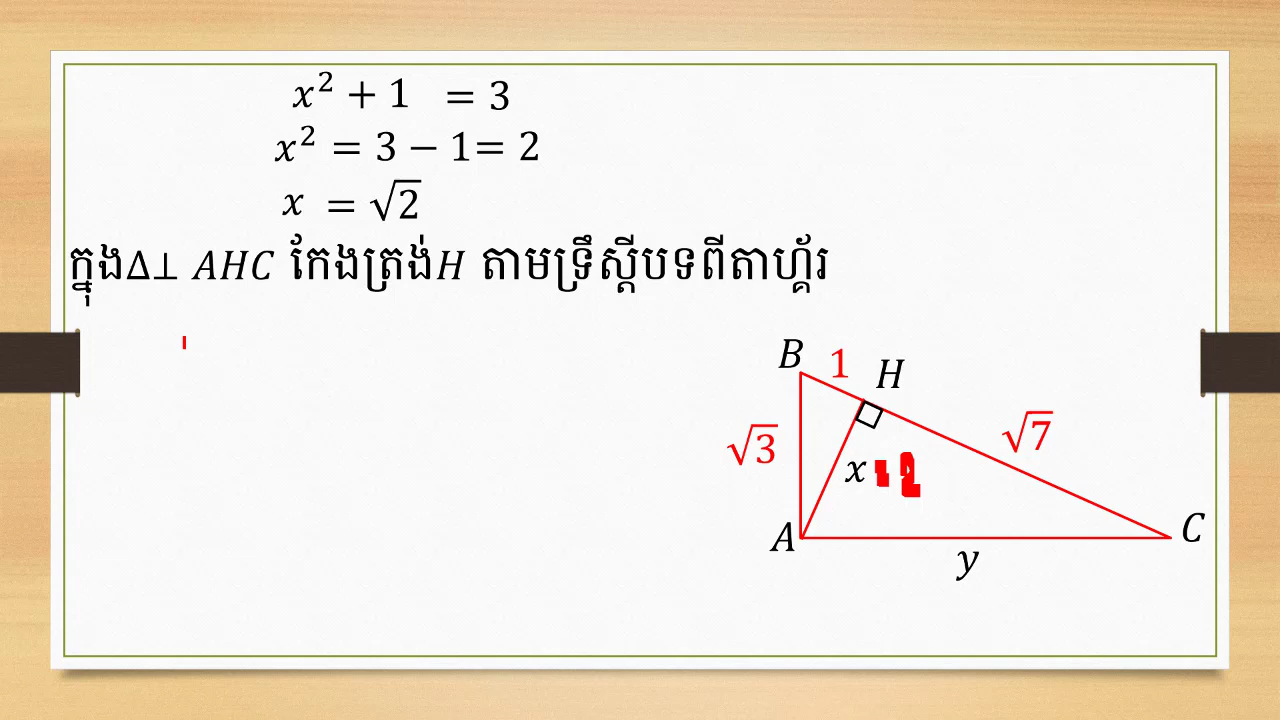 x² + 1 = 3
x² = 3 − 1= 2
x = √2
ក្នុងΔ⊥ AHC កែងត្រង់H តាមទ្រឹស្តីបទពីតាហ្គ័រ
B 1 H
√3 √7
x
A C
y